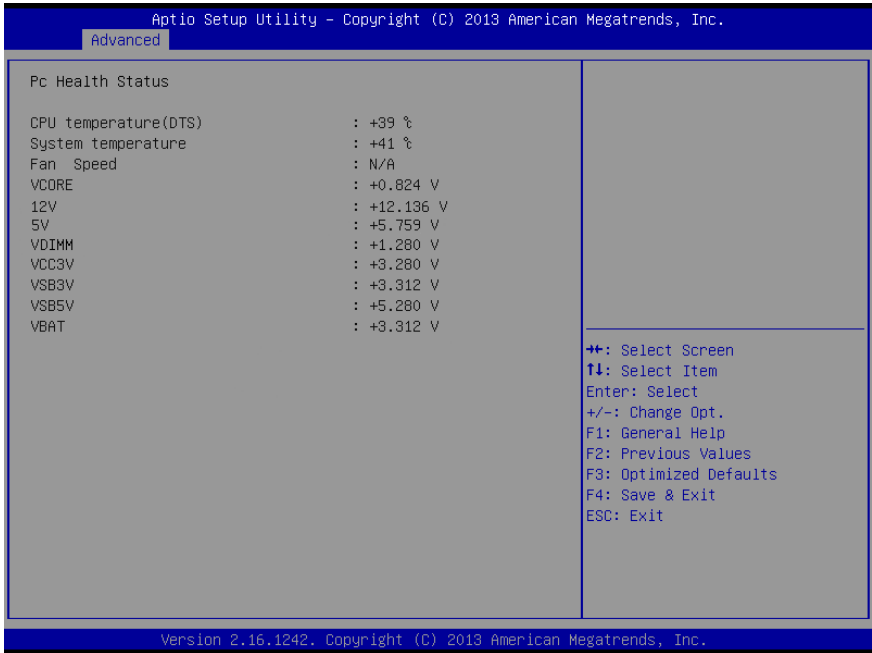 Aptio Setup Utility – Copyright (C) 2013 American Megatrends, Inc.
Advanced
Pc Health Status
CPU temperature(DTS) : +39 ℃
System temperature : +41 ℃
Fan Speed : N/A
VCORE : +0.824 V
12V : +12.136 V
5V : +5.759 V
VDIMM : +1.280 V
VCC3V : +3.280 V
VSB3V : +3.312 V
VSB5V : +5.280 V
VBAT : +3.312 V
→←: Select Screen
↑↓: Select Item
Enter: Select
+/-: Change Opt.
F1: General Help
F2: Previous Values
F3: Optimized Defaults
F4: Save & Exit
ESC: Exit
Version 2.16.1242. Copyright (C) 2013 American Megatrends, Inc.